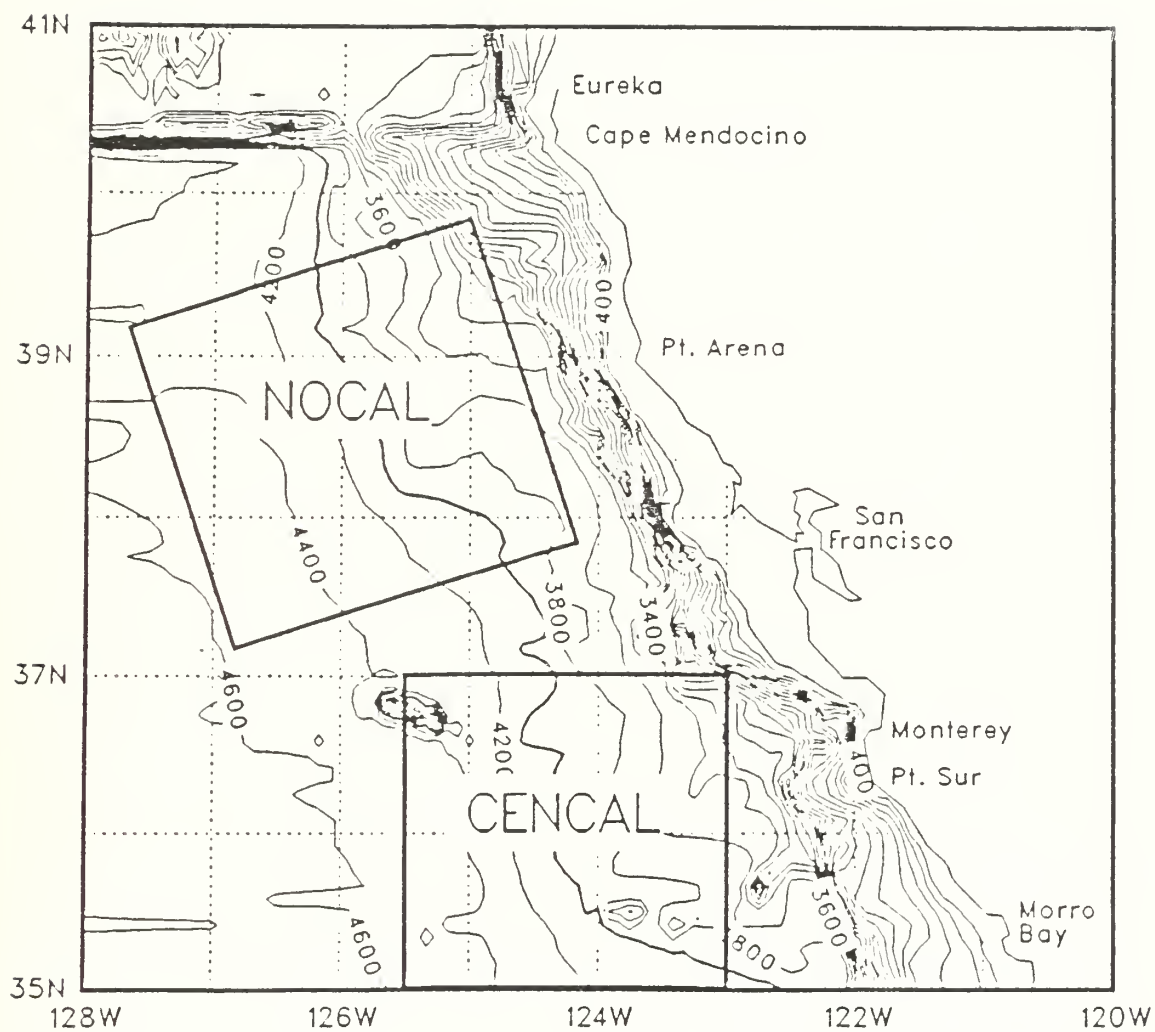 41N
Eureka
Cape Mendocino
360
4200
400
39N
Pt. Arena
NOCAL
San
Francisco
4400
3800
3400
37N
4600
4200
Monterey
400
Pt. Sur
CENCAL
3600
Morro
Bay
4600
800
35N
128W
126W
124W
122W
120W